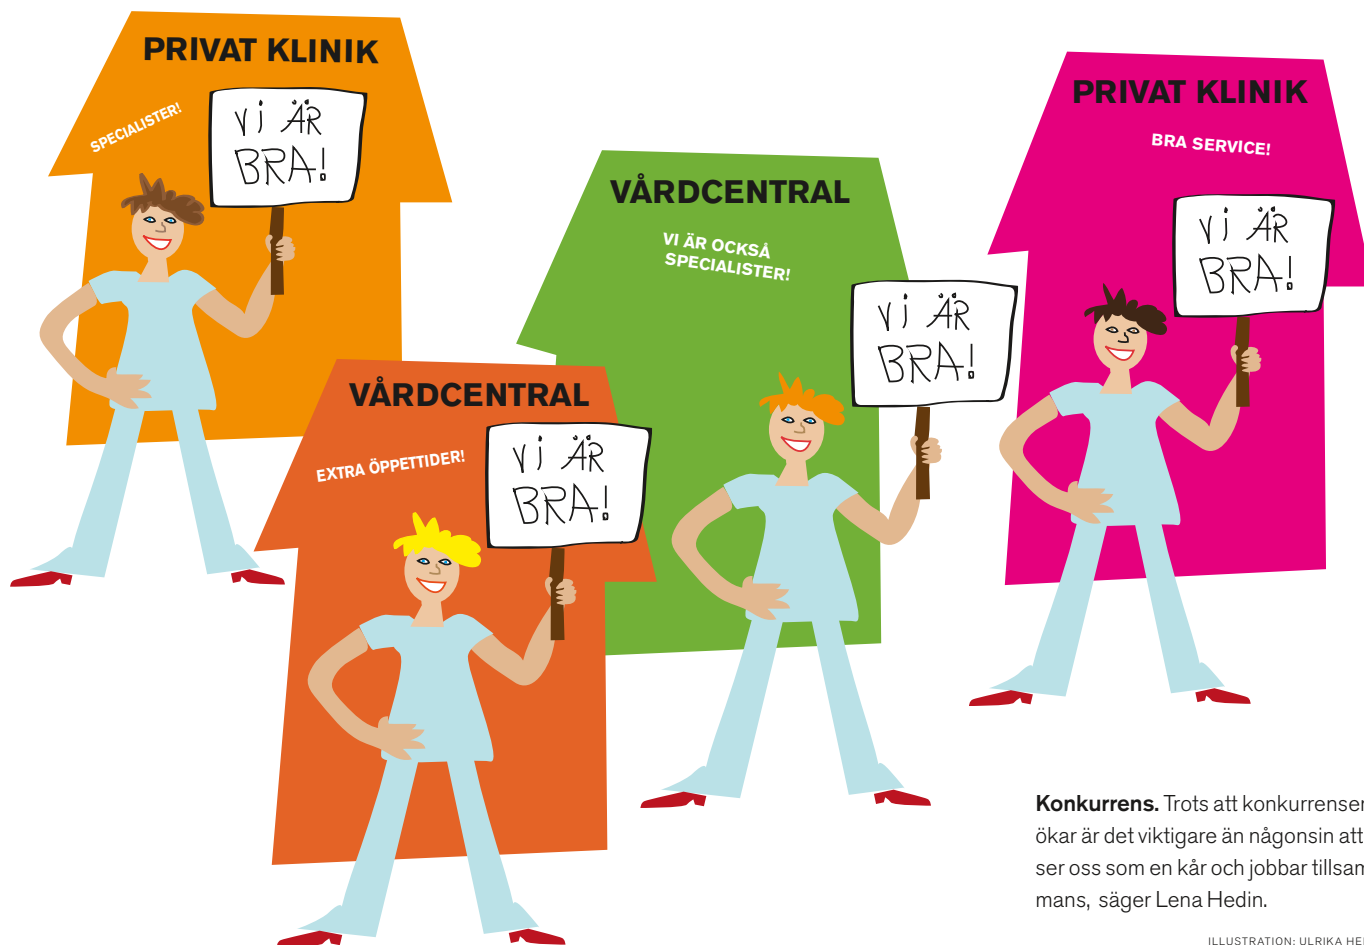 PRIVAT KLINIK
SPECIALISTER!
Vi ÄR
BRA!
VÅRDCENTRAL
EXTRA ÖPPETTIDER!
Vi ÄR
BRA!
VÅRDCENTRAL
VI ÄR OCKSÅ
SPECIALISTER!
Vi ÄR
BRA!
PRIVAT KLINIK
BRA SERVICE!
Vi ÄR
BRA!
Konkurrens. Trots att konkurrensen
ökar är det viktigare än någonsin att
ser oss som en kår och jobbar tillsam
mans, säger Lena Hedin.
ILLUSTRATION: ULRIKA